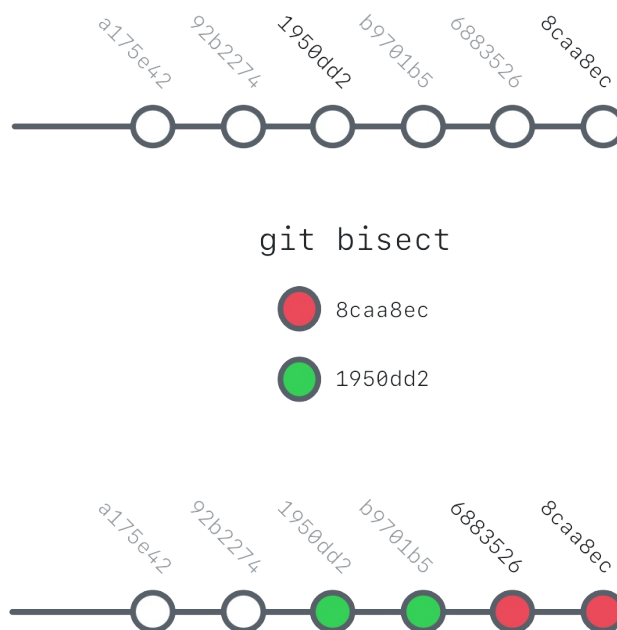 a175e42
92b2274
1950dd2
b9701b5
6883526
8caa8ec
git bisect
8caa8ec
1950dd2
a175e42
92b2274
1950dd2
b9701b5
6883526
8caa8ec